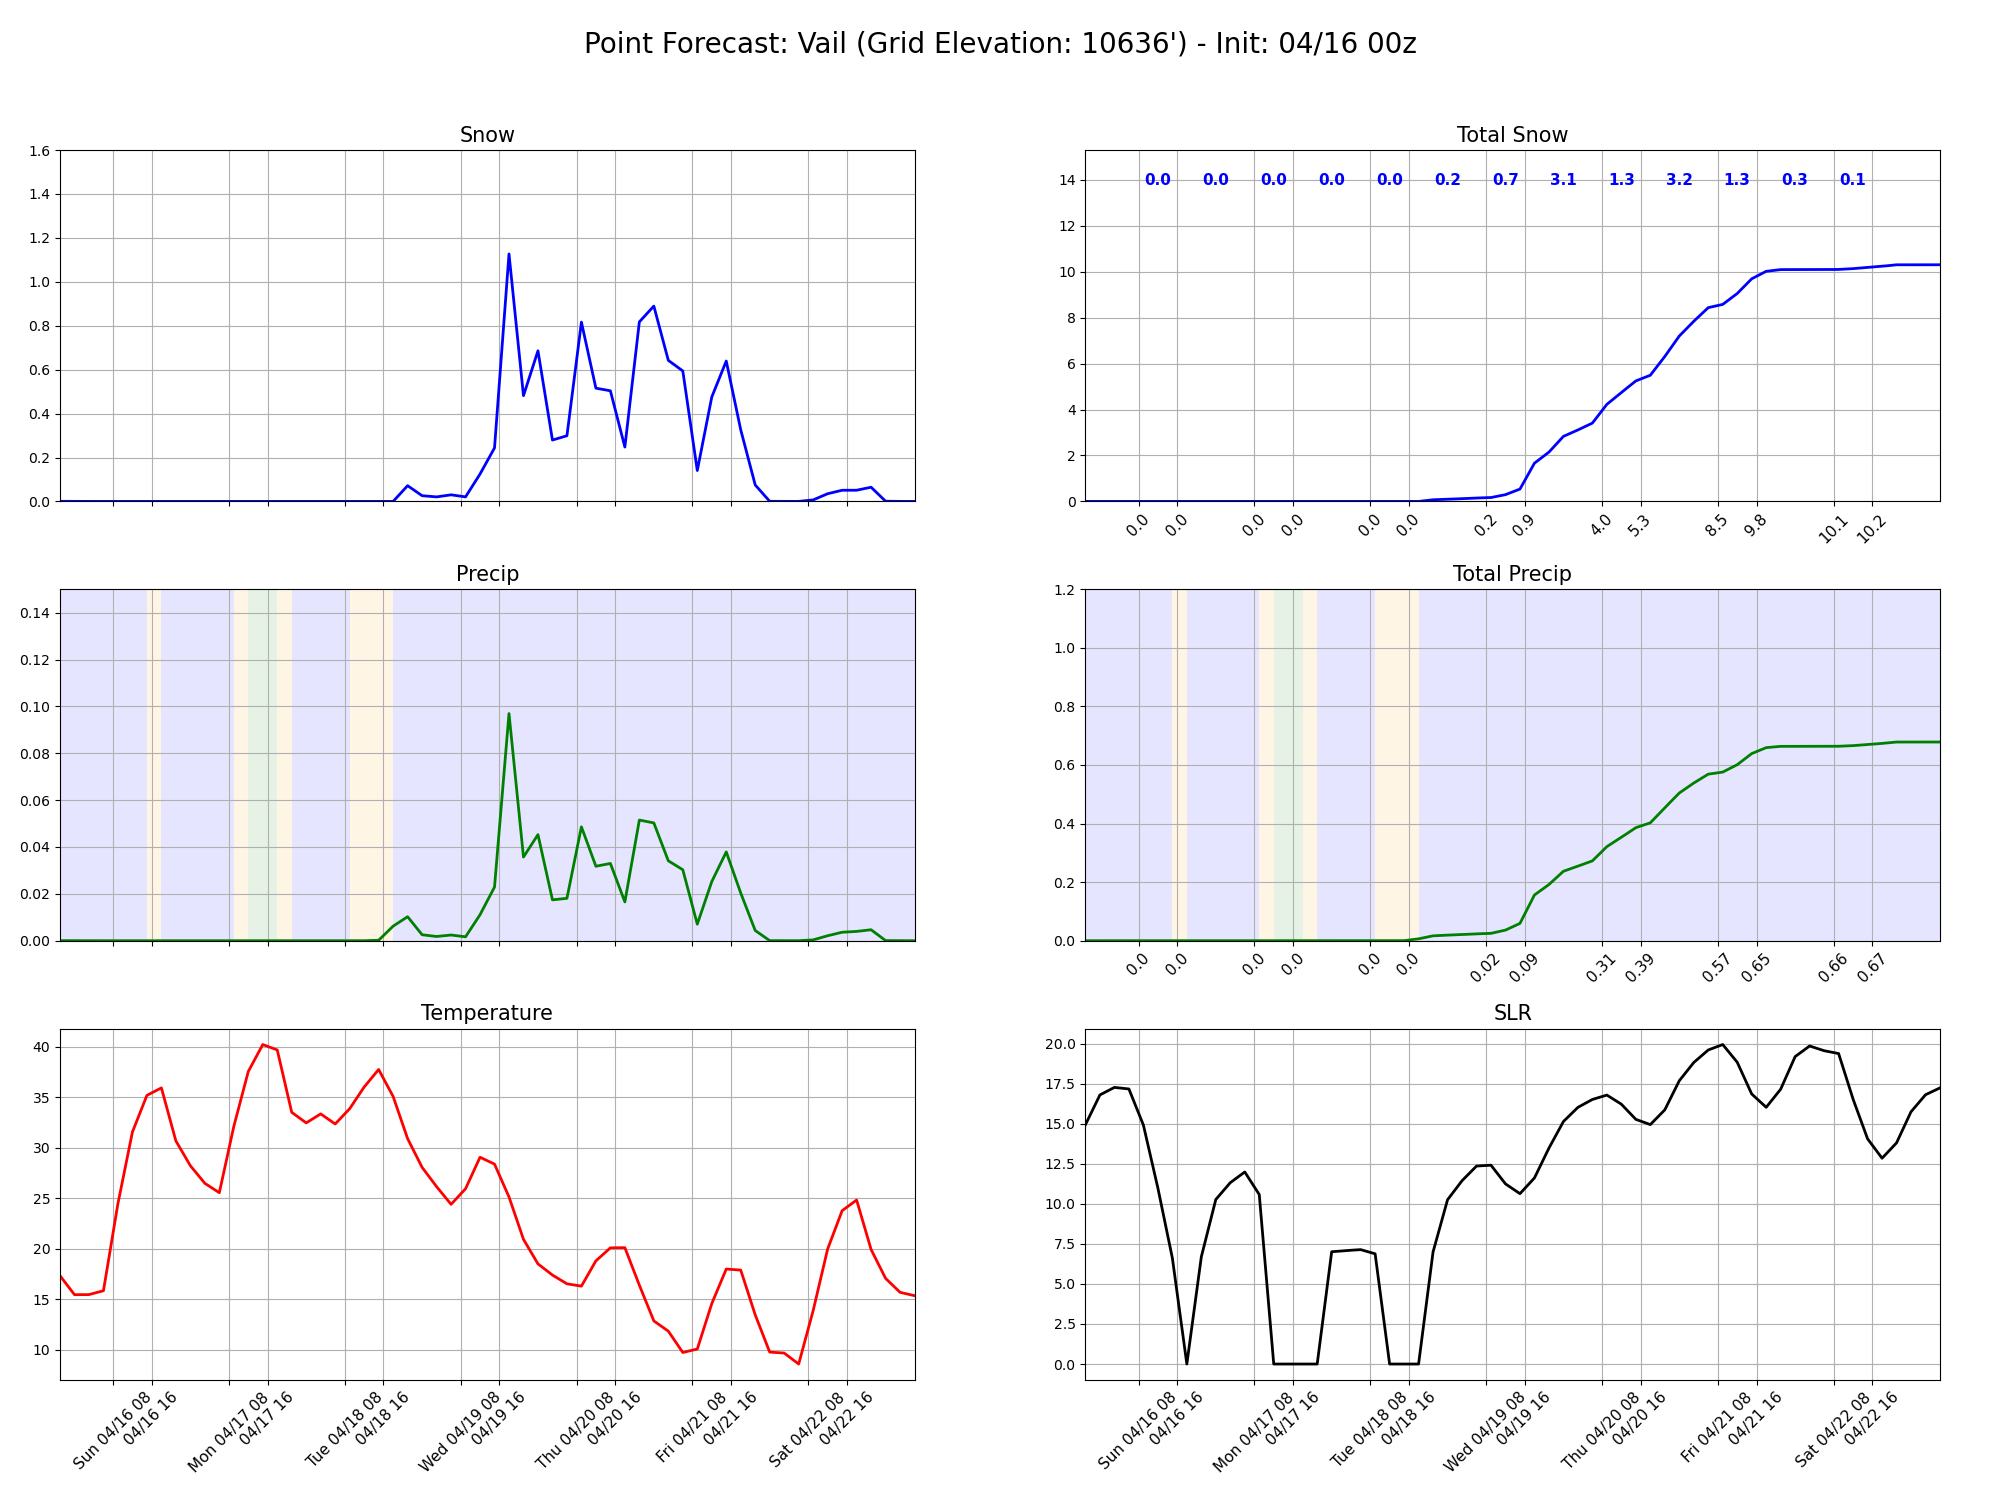 Point Forecast: Vail (Grid Elevation: 10636') - Init: 04/16 00z
Snow
1.6
1.4
1.2
1.0
0.8
0.6
0.4
0.2
0.0
Total Snow
0.0 0.0 0.0 0.0 0.0 0.2 0.7 3.1 1.3 3.2 1.3 0.3 0.1
14
12
10
8
6
4
2
0
0.0 0.0 0.0 0.0 0.0 0.0 0.2 0.9 4.0 5.3 8.5 9.8 10.1 10.2
Precip
0.14
0.12
0.10
0.08
0.06
0.04
0.02
0.00
Total Precip
1.2
1.0
0.8
0.6
0.4
0.2
0.0
0.0 0.0 0.0 0.0 0.0 0.0 0.02 0.09 0.31 0.39 0.57 0.65 0.66 0.67
Temperature
40
35
30
25
20
15
10
Sun 04/16 08
04/16 16
Mon 04/17 08
04/17 16
Tue 04/18 08
04/18 16
Wed 04/19 08
04/19 16
Thu 04/20 08
04/20 16
Fri 04/21 08
04/21 16
Sat 04/22 08
04/22 16
SLR
20.0
17.5
15.0
12.5
10.0
7.5
5.0
2.5
0.0
Sun 04/16 08
04/16 16
Mon 04/17 08
04/17 16
Tue 04/18 08
04/18 16
Wed 04/19 08
04/19 16
Thu 04/20 08
04/20 16
Fri 04/21 08
04/21 16
Sat 04/22 08
04/22 16